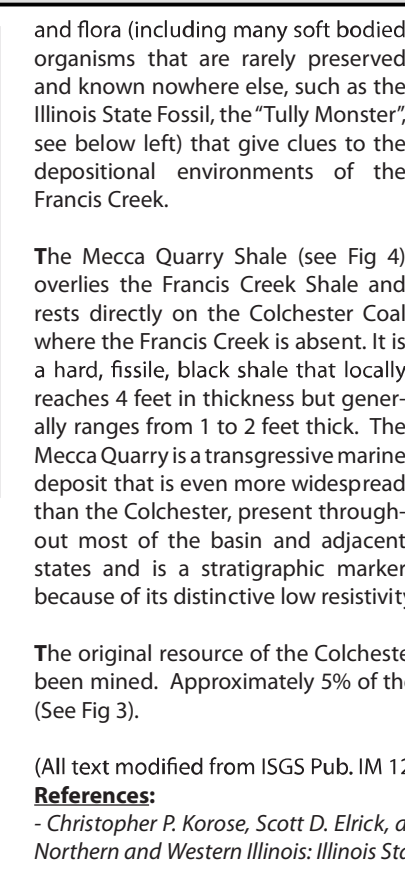 and flora (including many soft bodied
organisms that are rarely preserved
and known nowhere else, such as the
Illinois State Fossil, the “Tully Monster”,
see below left) that give clues to the
depositional environments of the
Francis Creek.
The Mecca Quarry Shale (see Fig 4)
overlies the Francis Creek Shale and
rests directly on the Colchester Coal
where the Francis Creek is absent. It is
a hard, fissile, black shale that locally
reaches 4 feet in thickness but gener-
ally ranges from 1 to 2 feet thick. The
Mecca Quarry is a transgressive marine
deposit that is even more widespread
than the Colchester, present through-
out most of the basin and adjacent
states and is a stratigraphic marker
because of its distinctive low resistivity
The original resource of the Colcheste
been mined. Approximately 5% of the
(See Fig 3).
(All text modified from ISGS Pub. IM 12
References:
- Christopher P. Korose, Scott D. Elrick, a
Northern and Western Illinois: Illinois Sta